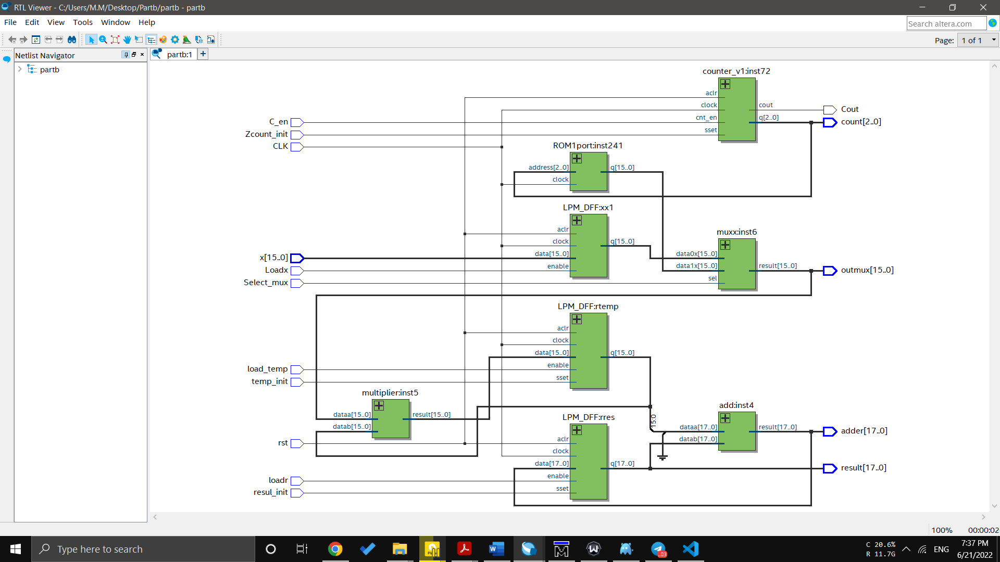 RTL Viewer - C:/Users/M.M/Desktop/Partb/partb - partb
File Edit View Tools Window Help
Search altera.com
Page: 1 of 1
Netlist Navigator
partb:1
partb
counter_v1:inst72
aclr
clock
cnt_en
sset
cout
q[2..0]
Cout
count[2..0]
C_en
Zcount_init
CLK
ROM1port:inst241
address[2..0]
clock
q[15..0]
LPM_DFF:xx1
aclr
clock
data[15..0]
enable
q[15..0]
x[15..0]
Loadx
Select_mux
muxx:inst6
data0x[15..0]
data1x[15..0]
sel
result[15..0]
outmux[15..0]
LPM_DFF:rtemp
aclr
clock
data[15..0]
enable
sset
q[15..0]
load_temp
temp_init
multiplier:inst5
dataa[15..0]
datab[15..0]
result[15..0]
rst
LPM_DFF:rres
aclr
clock
data[17..0]
enable
sset
q[17..0]
15:0
add:inst4
dataa[17..0]
datab[17..0]
result[17..0]
adder[17..0]
result[17..0]
loadr
resul_init
100% 00:00:02
Type here to search
..03
C 20.6%
R 11.7G
ENG
7:37 PM
6/21/2022